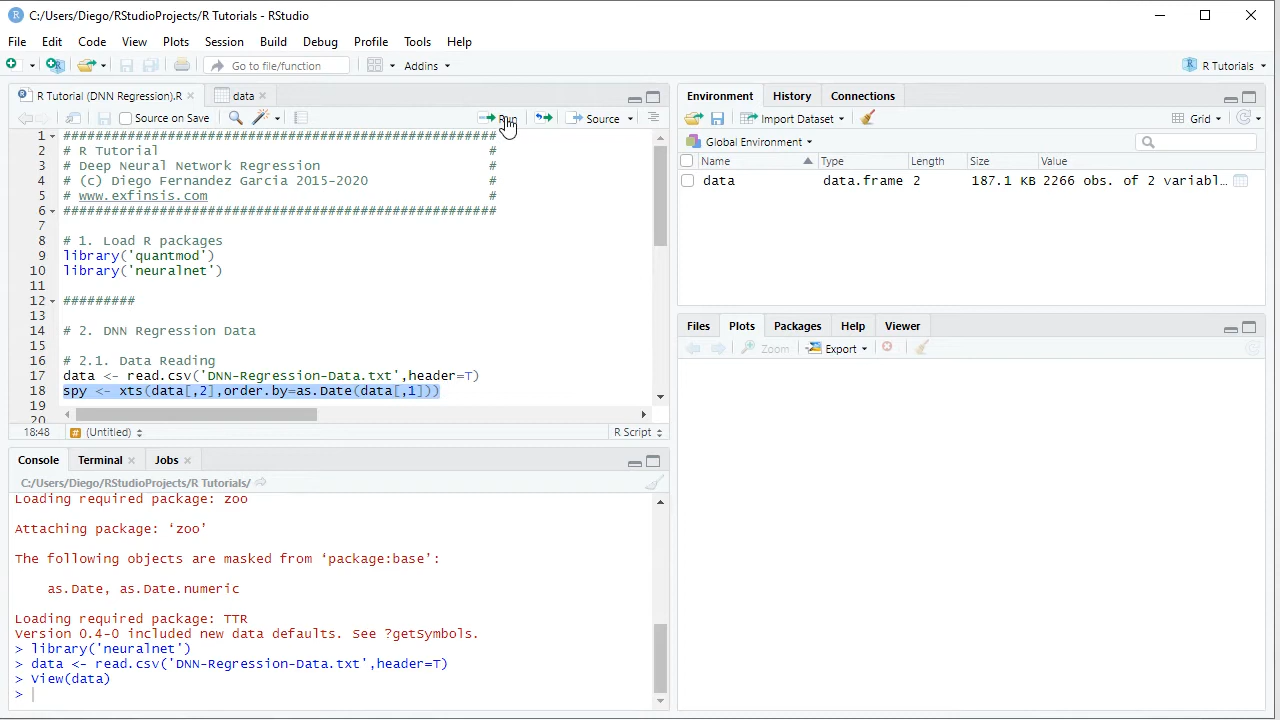 C:/Users/Diego/RStudioProjects/R Tutorials - RStudio
File Edit Code View Plots Session Build Debug Profile Tools Help
Go to file/function Addins R Tutorials
R Tutorial (DNN Regression).R data
Source on Save Run Source
1 ######################################################
2 # R Tutorial #
3 # Deep Neural Network Regression #
4 # (c) Diego Fernandez Garcia 2015-2020 #
5 # www.exfinsis.com #
6 ######################################################
7
8 # 1. Load R packages
9 library('quantmod')
10 library('neuralnet')
11
12 #########
13
14 # 2. DNN Regression Data
15
16 # 2.1. Data Reading
17 data <- read.csv('DNN-Regression-Data.txt',header=T)
18 spy <- xts(data[,2],order.by=as.Date(data[,1]))
19
20
18:48 # (Untitled) R Script
Console Terminal Jobs
C:/Users/Diego/RStudioProjects/R Tutorials/
Loading required package: zoo
Attaching package: ‘zoo’
The following objects are masked from ‘package:base’:
as.Date, as.Date.numeric
Loading required package: TTR
Version 0.4-0 included new data defaults. See ?getSymbols.
> library('neuralnet')
> data <- read.csv('DNN-Regression-Data.txt',header=T)
> View(data)
>
Environment History Connections
Import Dataset Grid
Global Environment
Name Type Length Size Value
data data.frame 2 187.1 KB 2266 obs. of 2 variabl…
Files Plots Packages Help Viewer
Zoom Export